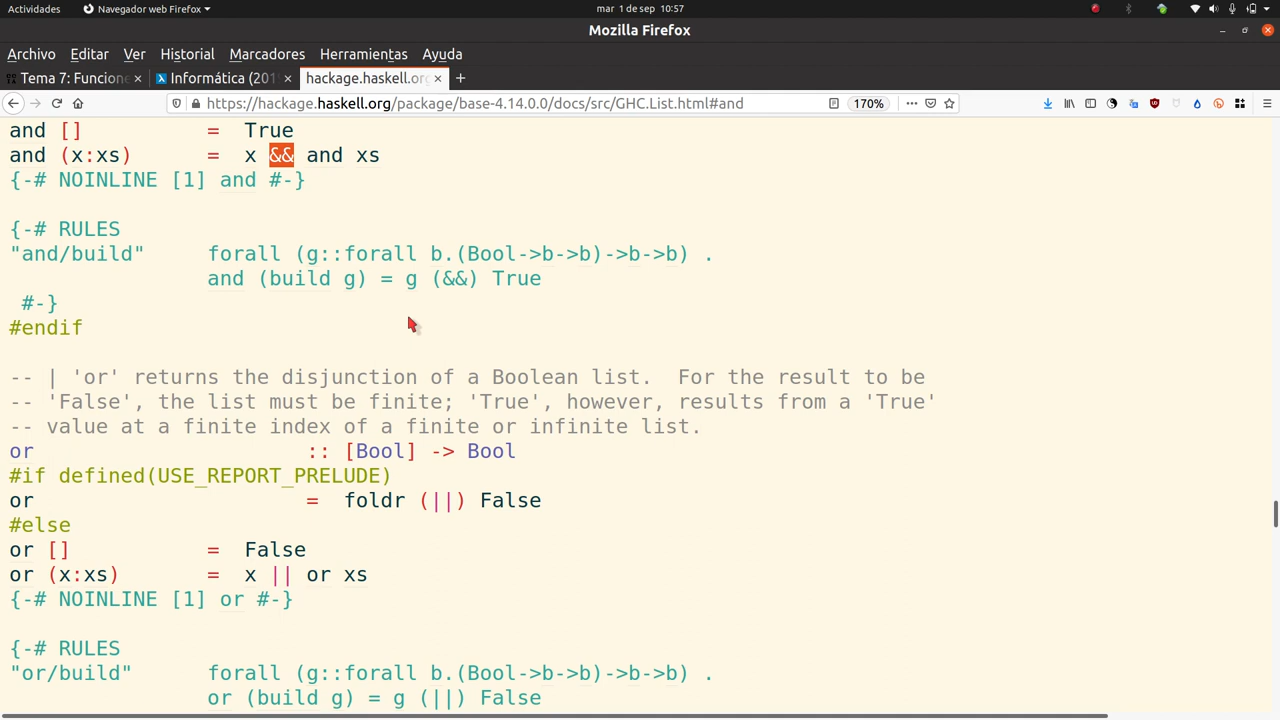 Actividades Navegador web Firefox mar 1 de sep 10:57
Mozilla Firefox
Archivo Editar Ver Historial Marcadores Herramientas Ayuda
Tema 7: Funcione × Informática (201 × hackage.haskell.org × +
https://hackage.haskell.org/package/base-4.14.0.0/docs/src/GHC.List.html#and 170%
and [] = True
and (x:xs) = x && and xs
{-# NOINLINE [1] and #-}
{-# RULES
"and/build" forall (g::forall b.(Bool->b->b)->b->b) .
and (build g) = g (&&) True
#-}
#endif
-- | 'or' returns the disjunction of a Boolean list. For the result to be
-- 'False', the list must be finite; 'True', however, results from a 'True'
-- value at a finite index of a finite or infinite list.
or :: [Bool] -> Bool
#if defined(USE_REPORT_PRELUDE)
or = foldr (||) False
#else
or [] = False
or (x:xs) = x || or xs
{-# NOINLINE [1] or #-}
{-# RULES
"or/build" forall (g::forall b.(Bool->b->b)->b->b) .
or (build g) = g (||) False